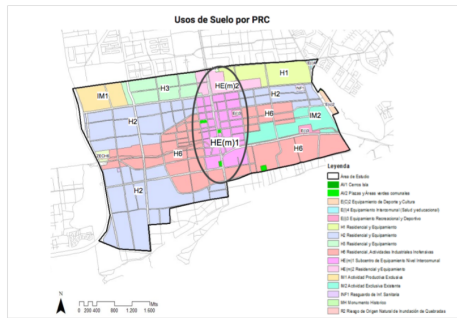 Usos de Suelo por PRC
IM1
H3
HE(m)2
H1
H2
H2
H6
IM2
H6
HE(m)1
H6
H2
Leyenda
Area de Estudio
AV1 Cerros Isla
AV2 Plazas y Areas verdes comunales
E(C)2 Equipamiento de Deporte y Cultura
E(i)4 Equipamiento Intercomunal (Salud y educacional)
E(i)3 Equipamiento Recreacional y Deportivo
H1 Residencial y Equipamiento
H2 Residencial y Equipamiento
H3 Residencial y Equipamiento
H6 Residencial, Actividades Industriales Inofensivas
HE(m)1 Subcentro de Equipamiento Nivel Intercomunal
HE(m)2 Residencial y Equipamiento
IM1 Actividad Productiva Exclusiva
IM2 Actividad Exclusiva Existente
INF1 Resguardo de Inf. Sanitaria
MH Monumento Histórico
R2 Riesgo de Origen Natural de Inundación de Quebradas
N
Mts
0 200 400 800 1.200 1.600